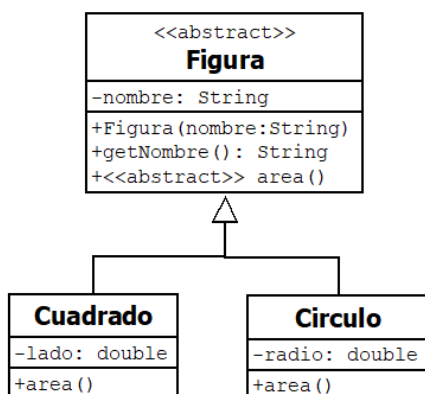 <<abstract>>
Figura
-nombre: String
+Figura(nombre:String)
+getNombre(): String
+<<abstract>> area()
Cuadrado
-lado: double
+area()
Circulo
-radio: double
+area()